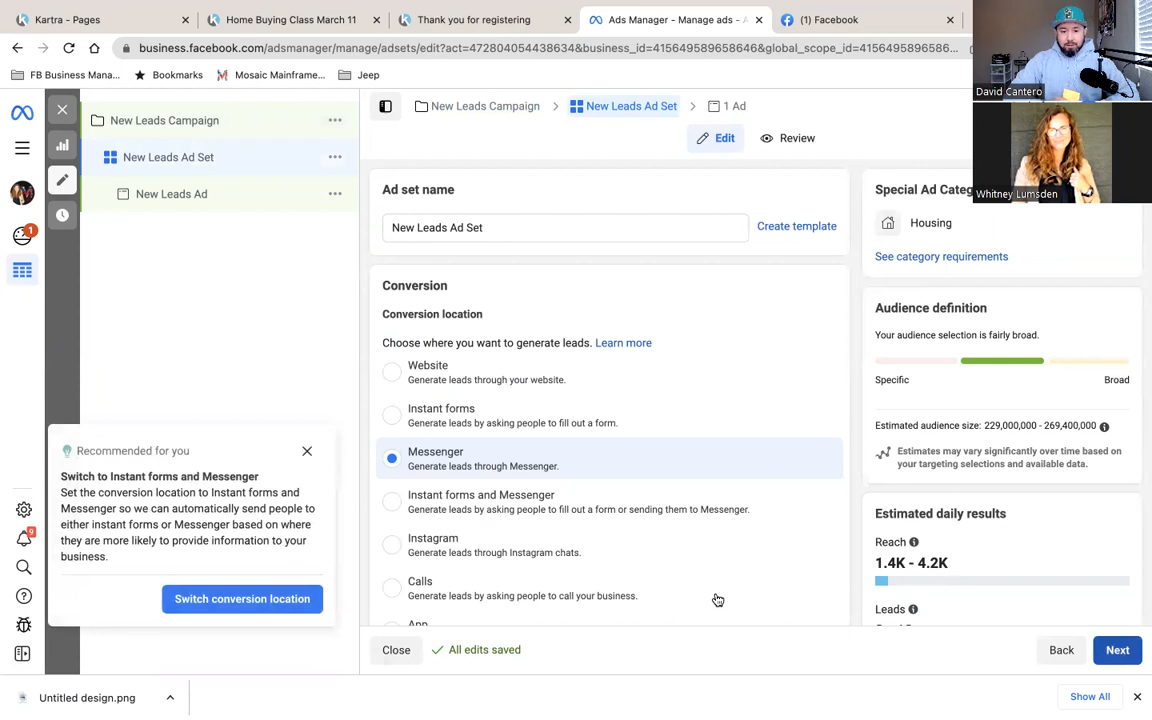 Kartra - Pages
Home Buying Class March 11
Thank you for registering
Ads Manager - Manage ads - A
(1) Facebook
business.facebook.com/adsmanager/manage/adsets/edit?act=472804054438634&business_id=415649589658646&global_scope_id=4156495896586...
FB Business Mana...
Bookmarks
Mosaic Mainframe...
Jeep
David Cantero
Whitney Lumsden
New Leads Campaign
New Leads Ad Set
1 Ad
Edit
Review
New Leads Campaign
New Leads Ad Set
New Leads Ad
1
9
Ad set name
New Leads Ad Set
Create template
Conversion
Conversion location
Choose where you want to generate leads. Learn more
Website
Generate leads through your website.
Instant forms
Generate leads by asking people to fill out a form.
Messenger
Generate leads through Messenger.
Instant forms and Messenger
Generate leads by asking people to fill out a form or sending them to Messenger.
Instagram
Generate leads through Instagram chats.
Calls
Generate leads by asking people to call your business.
App
Special Ad Categ
Housing
See category requirements
Audience definition
Your audience selection is fairly broad.
Specific
Broad
Estimated audience size: 229,000,000 - 269,400,000
Estimates may vary significantly over time based on
your targeting selections and available data.
Estimated daily results
Reach
1.4K - 4.2K
Leads
Recommended for you
Switch to Instant forms and Messenger
Set the conversion location to Instant forms and
Messenger so we can automatically send people to
either instant forms or Messenger based on where
they are more likely to provide information to your
business.
Switch conversion location
Close
All edits saved
Back
Next
Untitled design.png
Show All